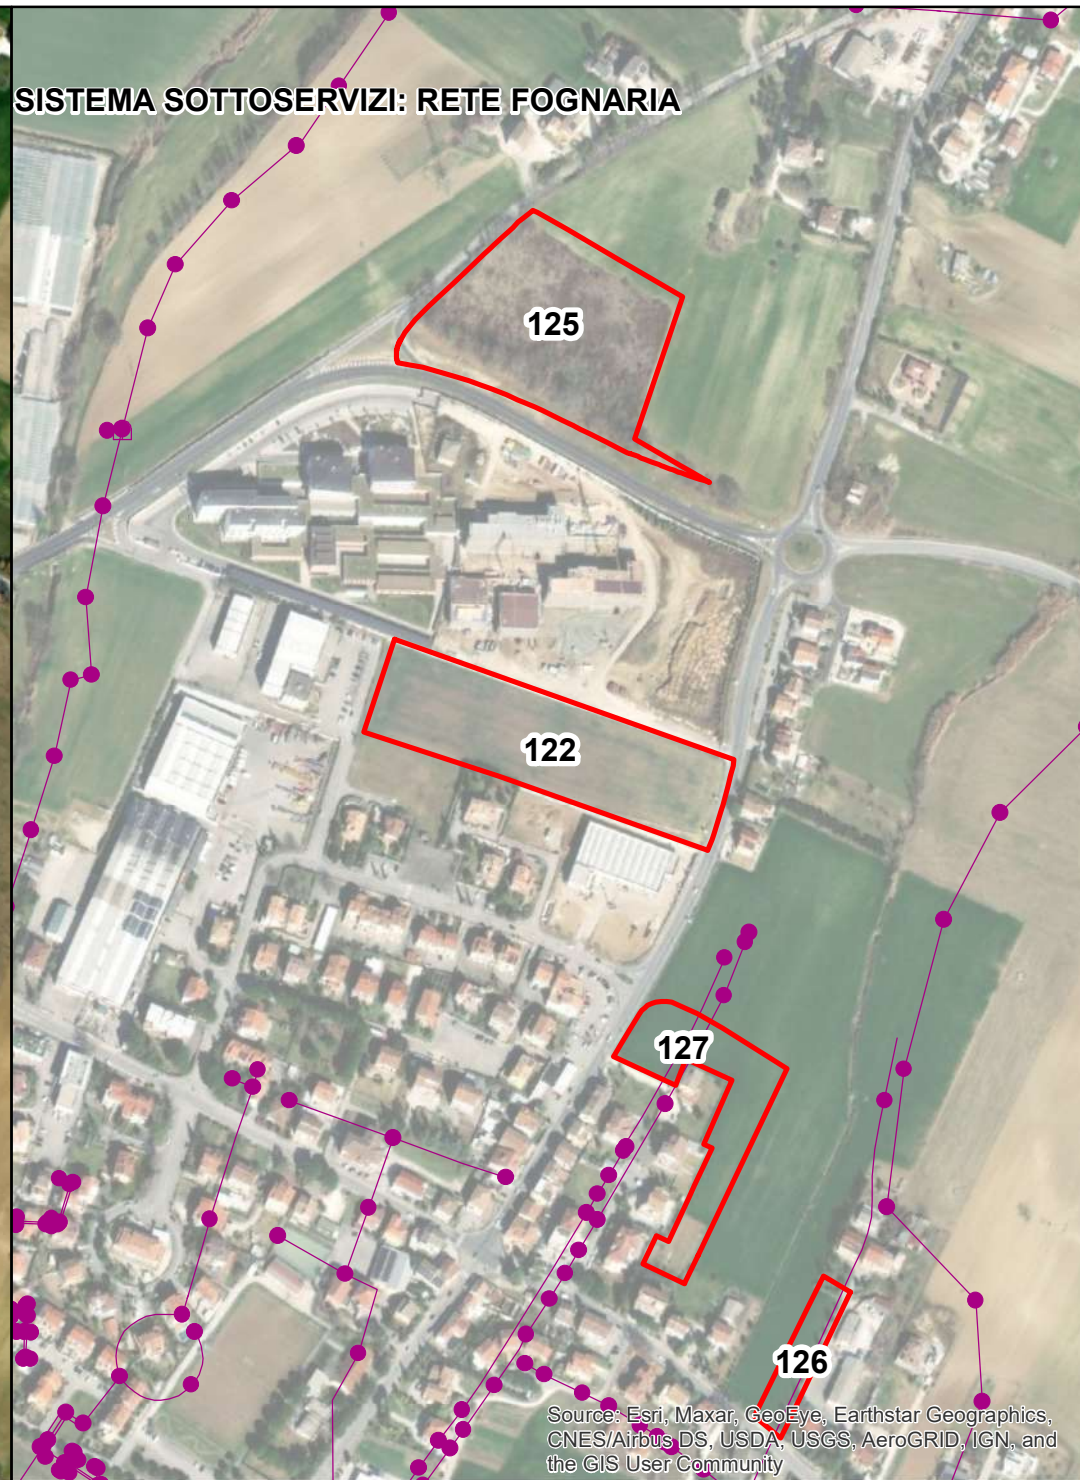 SISTEMA SOTTOSERVIZI: RETE FOGNARIA
125
122
127
126
Source: Esri, Maxar, GeoEye, Earthstar Geographics,
CNES/Airbus DS, USDA, USGS, AeroGRID, IGN, and
the GIS User Community